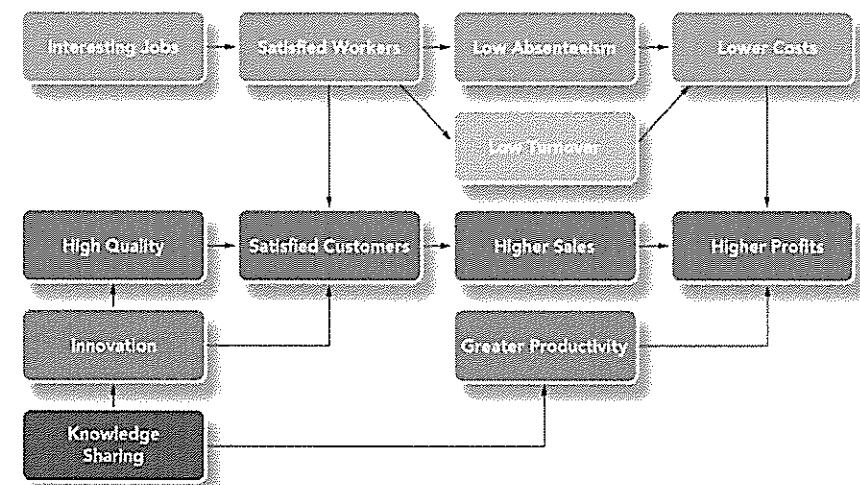 Interesting Jobs
Satisfied Workers
Low Absenteeism
Lower Costs
Low Turnover
High Quality
Satisfied Customers
Higher Sales
Higher Profits
Innovation
Greater Productivity
Knowledge
Sharing